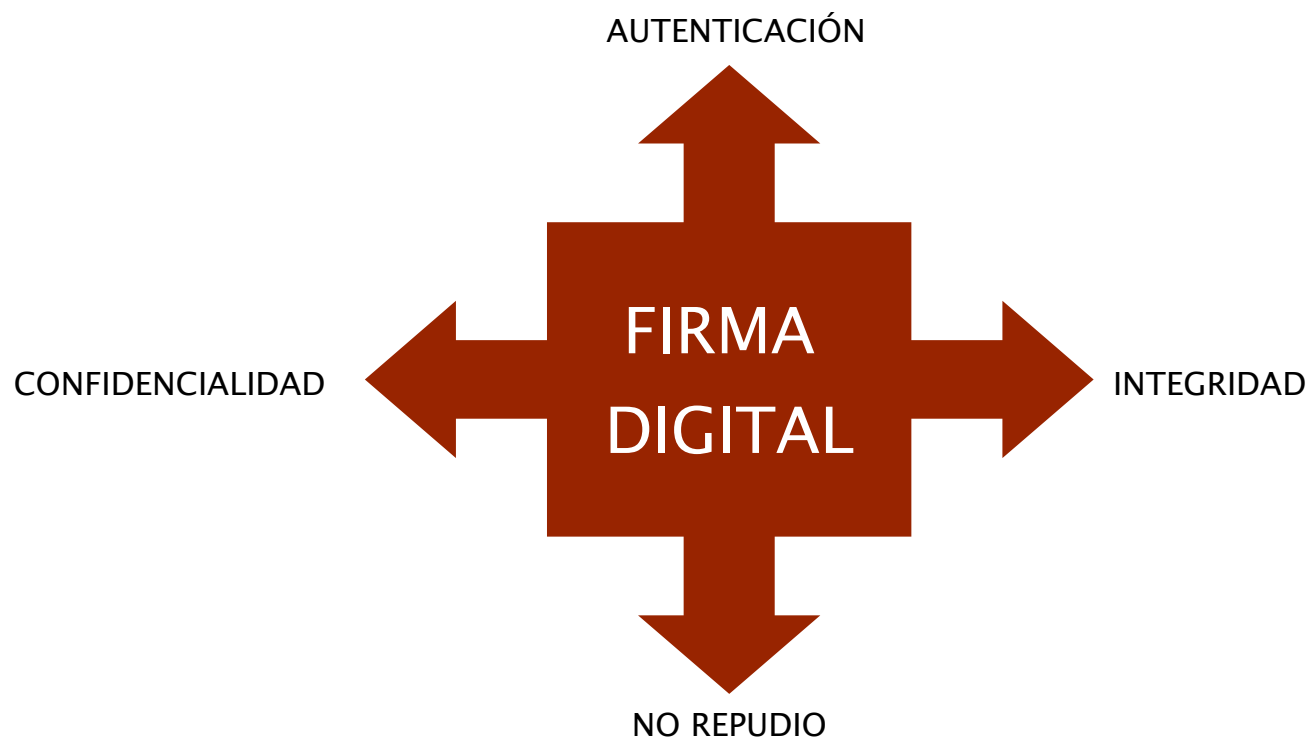 AUTENTICACIÓN
FIRMA
DIGITAL
CONFIDENCIALIDAD
INTEGRIDAD
NO REPUDIO